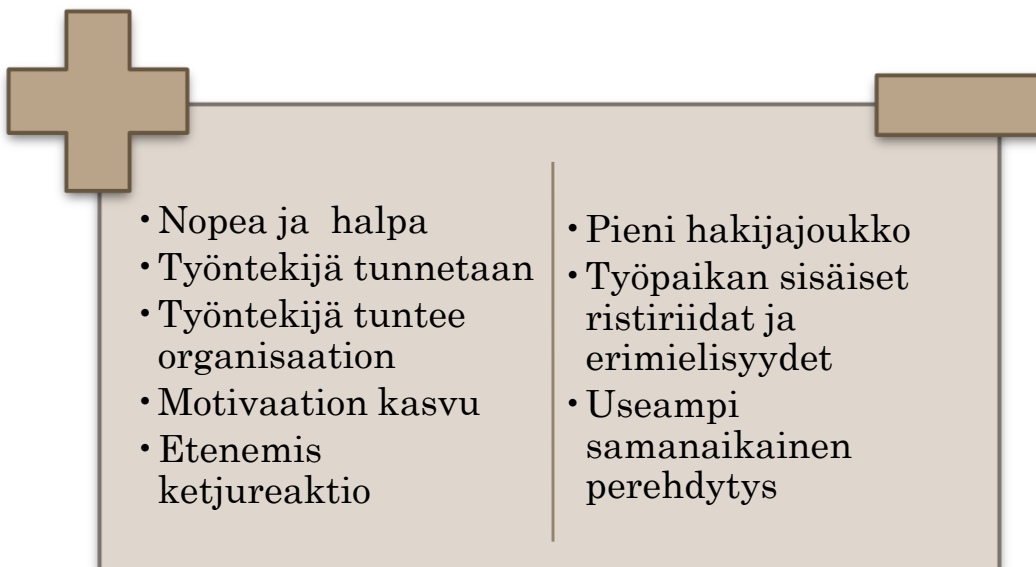 • Nopea ja  halpa
• Työntekijä tunnetaan
• Työntekijä tuntee
organisaation
• Motivaation kasvu
• Etenemis
ketjureaktio
• Pieni hakijajoukko
• Työpaikan sisäiset
ristiriidat ja
erimielisyydet
• Useampi
samanaikainen
perehdytys